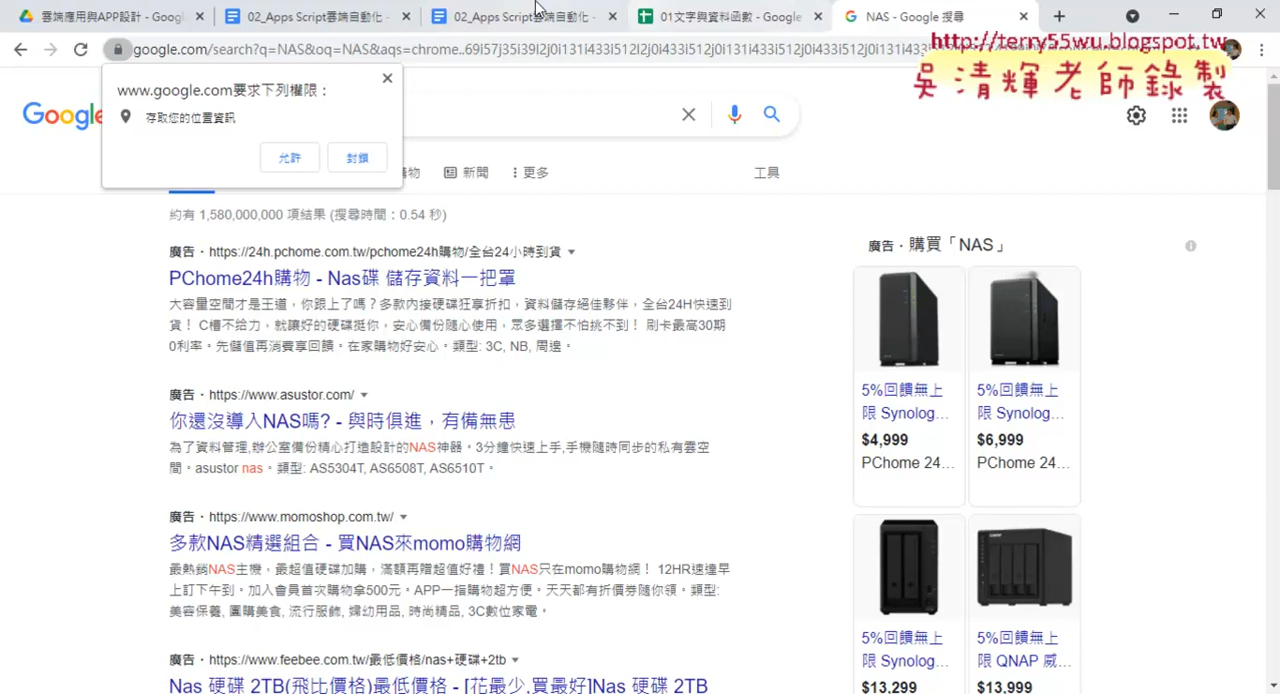 雲端應用與APP設計 - Googl
02_Apps Script雲端自動化 -
02_Apps Script雲端自動化 -
01文字與資料函數 - Google
NAS - Google 搜尋
google.com/search?q=NAS&oq=NAS&aqs=chrome..69i57j35i39l2j0i131i433i512l2j0i131i433i512j0i131i433i512j0i131i433i512j0i131i433
http://terry55wu.blogspot.tw
吳清輝老師錄製
www.google.com要求下列權限：
存取您的位置資訊
允許
封鎖
Google
購物
新聞
更多
工具
約有 1,580,000,000 項結果 (搜尋時間：0.54 秒)
廣告 · https://24h.pchome.com.tw/pchome24h購物/全台24小時到貨
PChome24h購物 - Nas碟 儲存資料一把罩
大容量空間才是王道，你跟上了嗎？多款內接硬碟狂享折扣，資料儲存絕佳夥伴，全台24H快速到
貨！ C槽不給力，就讓好的硬碟挺你，安心備份隨心使用，眾多選擇不怕挑不到！ 刷卡最高30期
0利率。先儲值再消費享回饋。在家購物好安心。類型: 3C, NB, 周邊。
廣告 · https://www.asustor.com/
你還沒導入NAS嗎? - 與時俱進，有備無患
為了資料管理,辦公室備份精心打造設計的NAS神器。3分鐘快速上手,手機隨時同步的私有雲空
間。asustor nas。類型: AS5304T, AS6508T, AS6510T。
廣告 · https://www.momoshop.com.tw/
多款NAS精選組合 - 買NAS來momo購物網
最熱銷NAS主機，最超值硬碟加購，滿額再贈超值好禮！買NAS只在momo購物網！ 12HR速達早
上訂下午到。加入會員首次購物拿500元。APP一指購物超方便。天天都有折價券隨你領。類型:
美容保養, 團購美食, 流行服飾, 婦幼用品, 時尚精品, 3C數位家電。
廣告 · https://www.feebee.com.tw/最低價格/nas+硬碟+2tb
Nas 硬碟 2TB(飛比價格)最低價格 - [花最少,買最好]Nas 硬碟 2TB
廣告 · 購買「NAS」
5%回饋無上
限 Synolog...
$4,999
PChome 24...
5%回饋無上
限 Synolog...
$6,999
PChome 24...
5%回饋無上
限 Synolog...
$13,299
5%回饋無上
限 QNAP 威...
$13,999